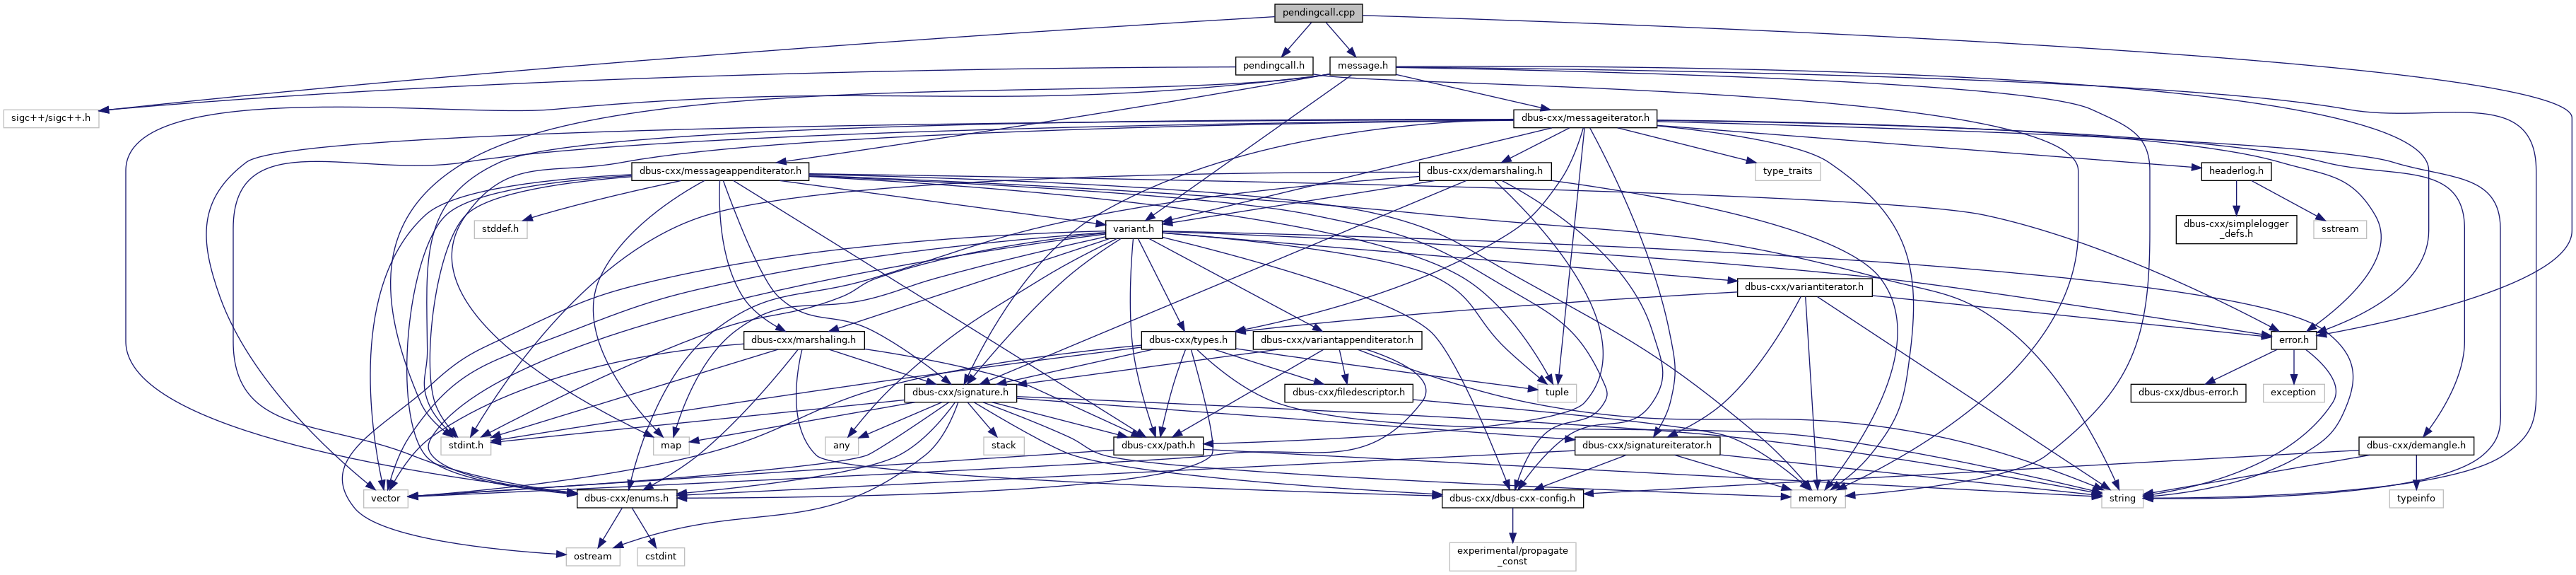 pendingcall.cpp
pendingcall.h
message.h
sigc++/sigc++.h
dbus-cxx/messageiterator.h
dbus-cxx/messageappenditerator.h
dbus-cxx/demarshaling.h
type_traits
headerlog.h
stddef.h
variant.h
dbus-cxx/simplelogger
_defs.h
sstream
dbus-cxx/variantiterator.h
dbus-cxx/marshaling.h
dbus-cxx/types.h
dbus-cxx/variantappenditerator.h
error.h
dbus-cxx/signature.h
dbus-cxx/filedescriptor.h
tuple
dbus-cxx/dbus-error.h
exception
stdint.h
map
any
stack
dbus-cxx/path.h
dbus-cxx/signatureiterator.h
dbus-cxx/demangle.h
vector
dbus-cxx/enums.h
dbus-cxx/dbus-cxx-config.h
memory
string
typeinfo
ostream
cstdint
experimental/propagate
_const